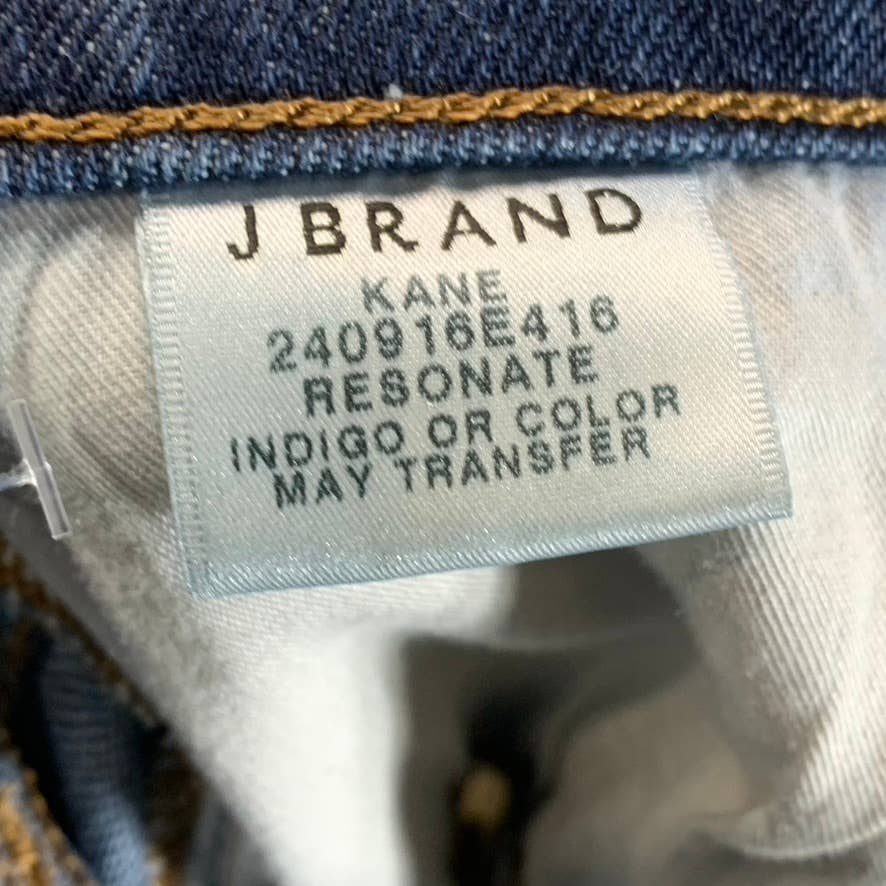 J BRAND
KANE
240916E416
RESONATE
INDIGO OR COLOR
MAY TRANSFER